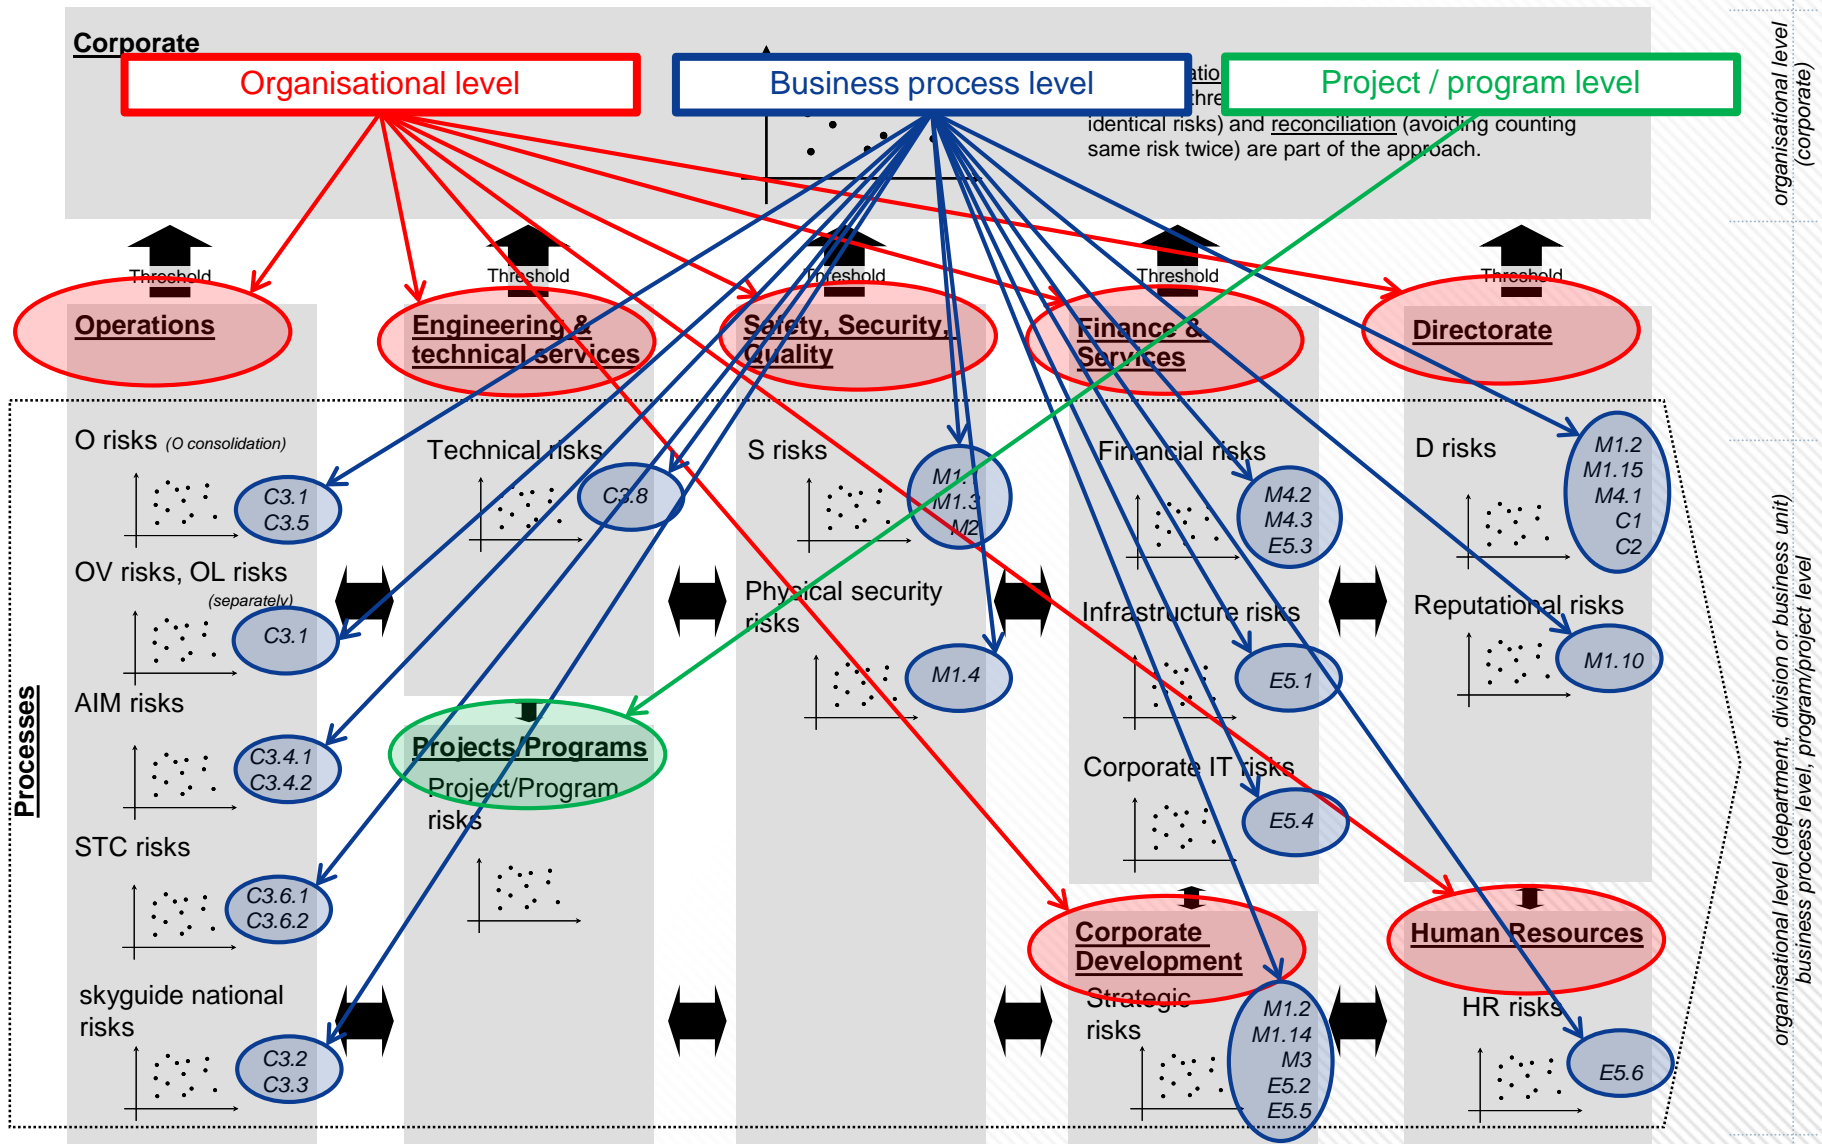 Corporate
Organisational level
Business process level
Project / program level
identical risks) and reconciliation (avoiding counting
same risk twice) are part of the approach.
organisational level
(corporate)
Threshold
Threshold
Threshold
Threshold
Threshold
Operations
Engineering &
technical services
Safety, Security,
Quality
Finance &
Services
Directorate
Processes
O risks (O consolidation)
C3.1
C3.5
OV risks, OL risks
(separately)
C3.1
AIM risks
C3.4.1
C3.4.2
STC risks
C3.6.1
C3.6.2
skyguide national
risks
C3.2
C3.3
Technical risks
C3.8
Projects/Programs
Project/Program
risks
S risks
M1.3
M2
Physical security
risks
M1.4
Financial risks
M4.2
M4.3
E5.3
Infrastructure risks
E5.1
Corporate IT risks
E5.4
Corporate
Development
Strategic
risks
M1.2
M1.14
M3
E5.2
E5.5
D risks
M1.2
M1.15
M4.1
C1
C2
Reputational risks
M1.10
Human Resources
HR risks
E5.6
organisational level (department, division or business unit)
business process level, program/project level